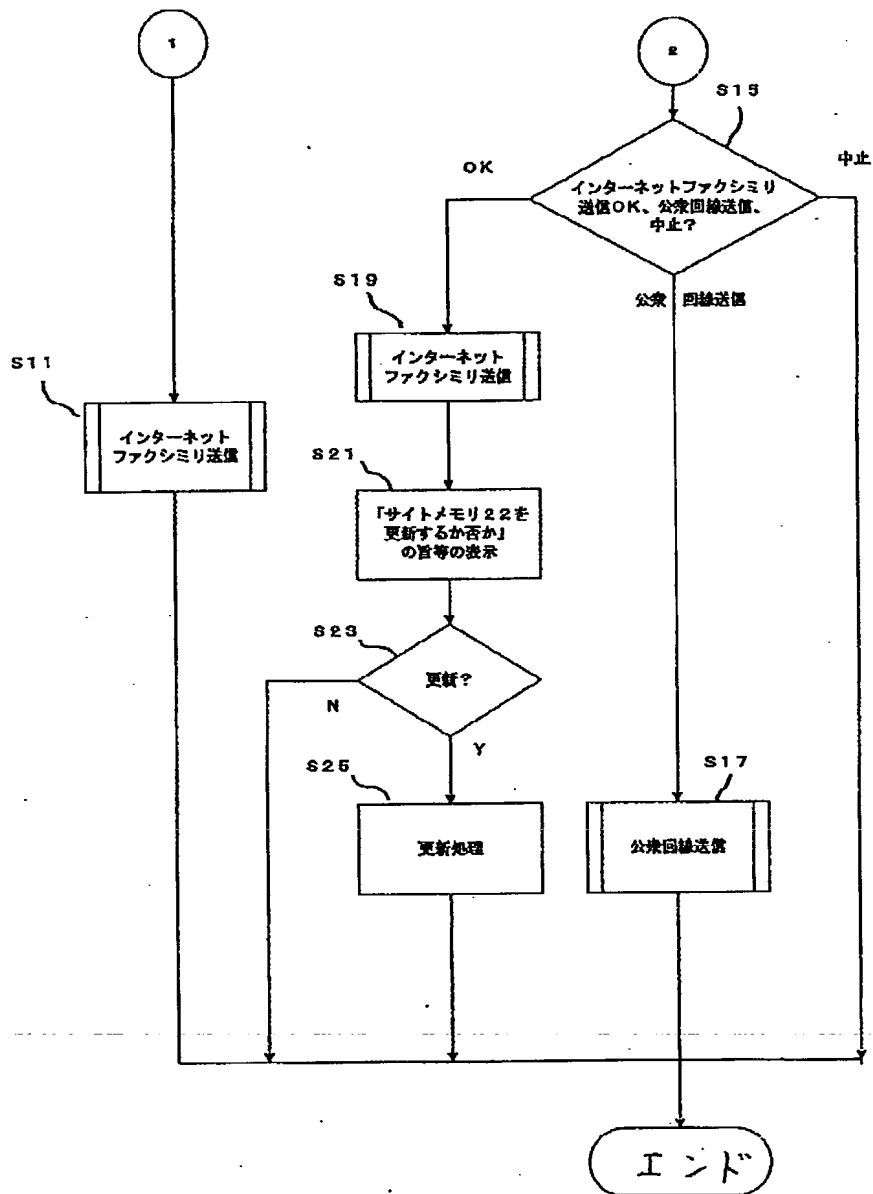 1
2
S15
OK
中止
インターネットファクシミリ
送信OK、公衆回線送信、
中止？
公衆回線送信
S19
インターネット
ファクシミリ送信
S11
インターネット
ファクシミリ送信
S21
「サイトメモリ22を
更新するか否か」
の旨等の表示
S23
更新？
N
Y
S25
更新処理
S17
公衆回線送信
エンド